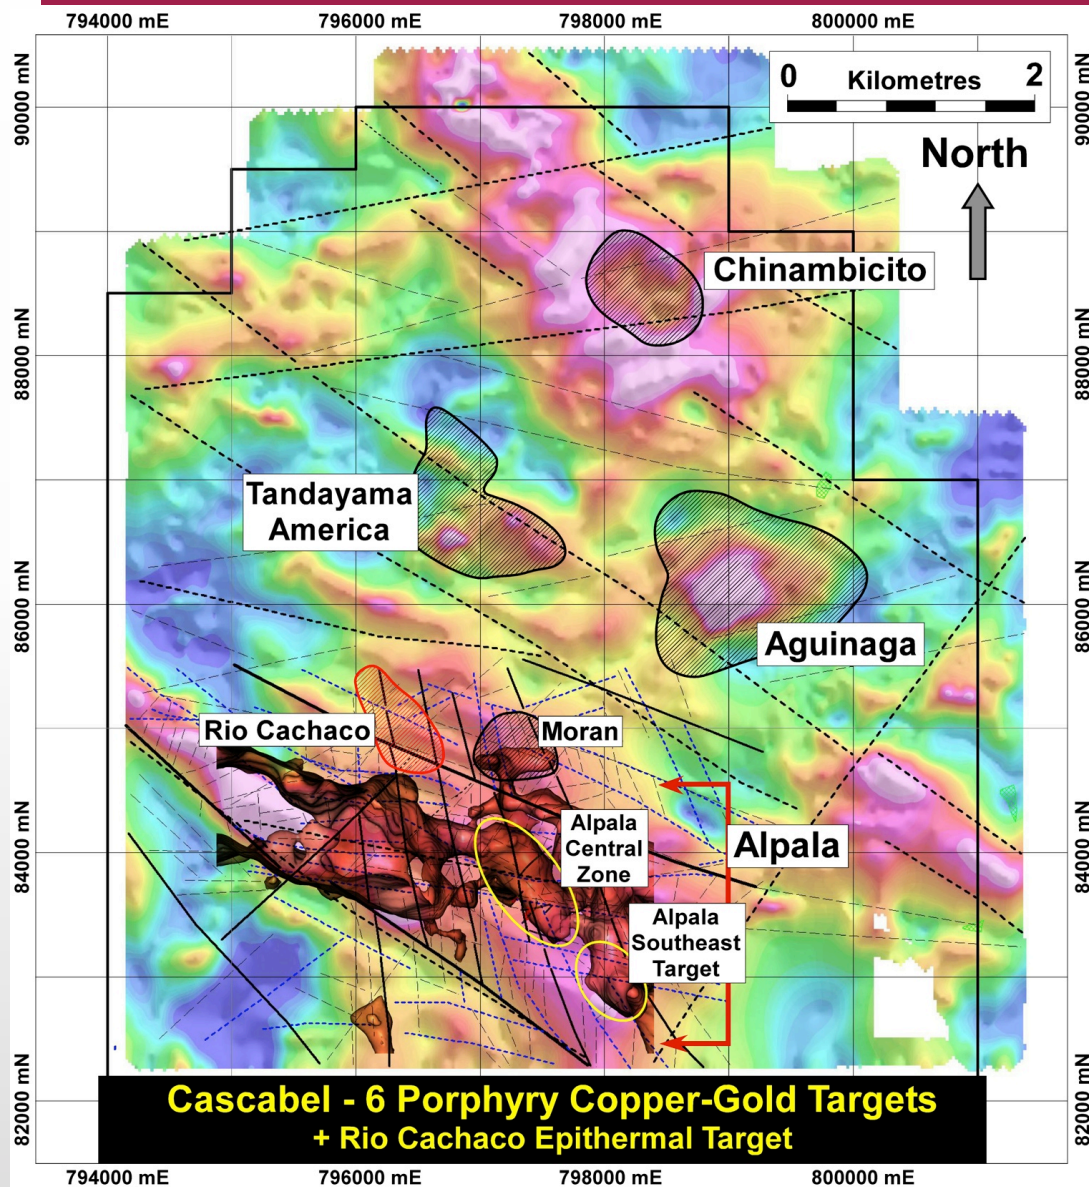 794000 mE
796000 mE
798000 mE
800000 mE
90000 mN
88000 mN
86000 mN
84000 mN
82000 mN
0 Kilometres 2
North
90000 mN
88000 mN
86000 mN
84000 mN
82000 mN
Chinambicito
Tandayama
America
Aguinaga
Rio Cachaco
Moran
Alpala
Central
Zone
Alpala
Alpala
Southeast
Target
Cascabel - 6 Porphyry Copper-Gold Targets
+ Rio Cachaco Epithermal Target
794000 mE
796000 mE
798000 mE
800000 mE